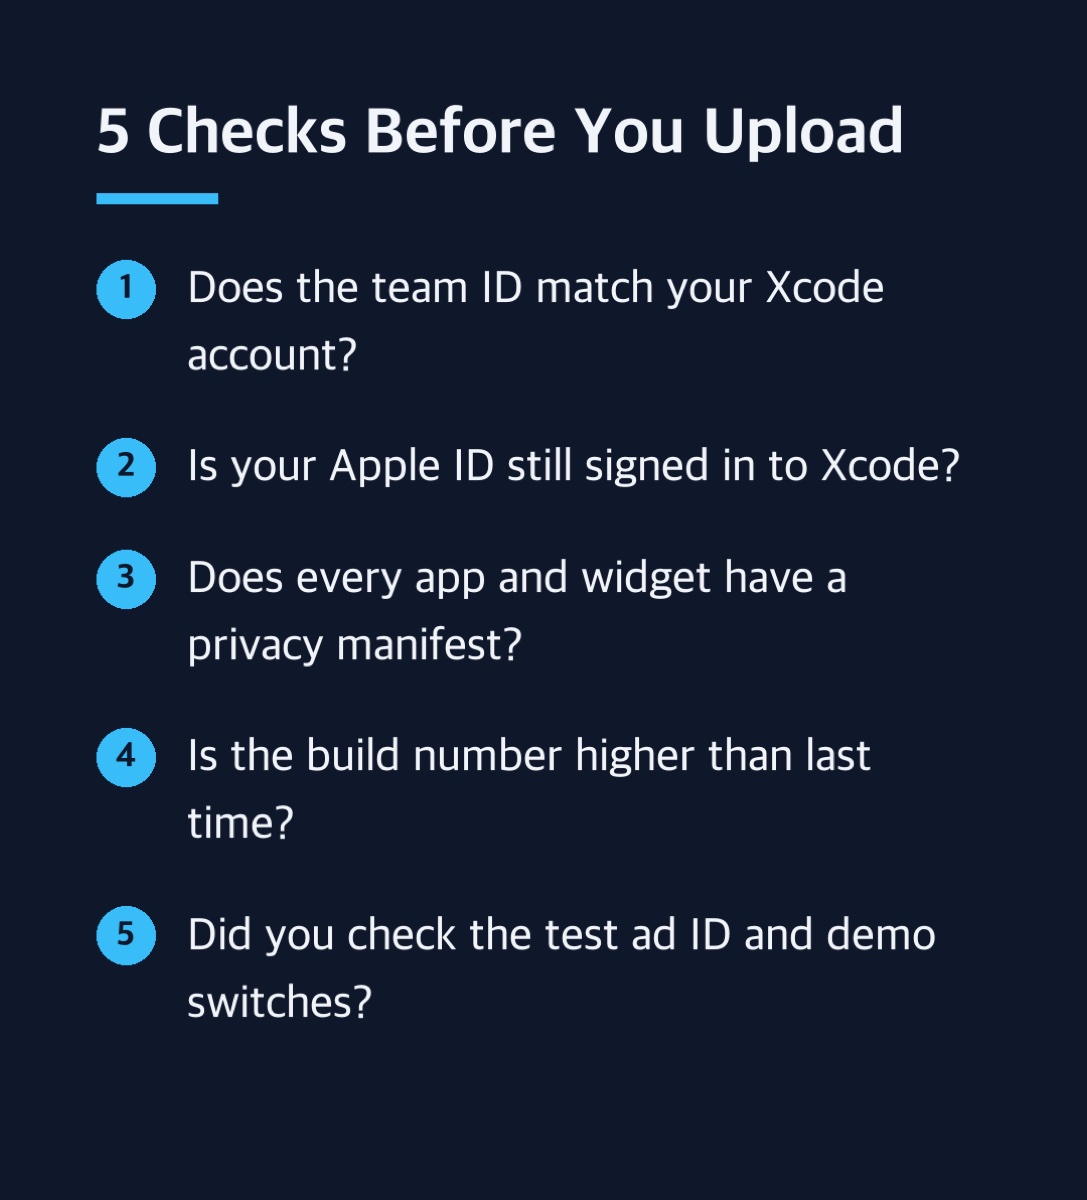 5 Checks Before You Upload
1 Does the team ID match your Xcode
account?
2 Is your Apple ID still signed in to Xcode?
3 Does every app and widget have a
privacy manifest?
4 Is the build number higher than last
time?
5 Did you check the test ad ID and demo
switches?